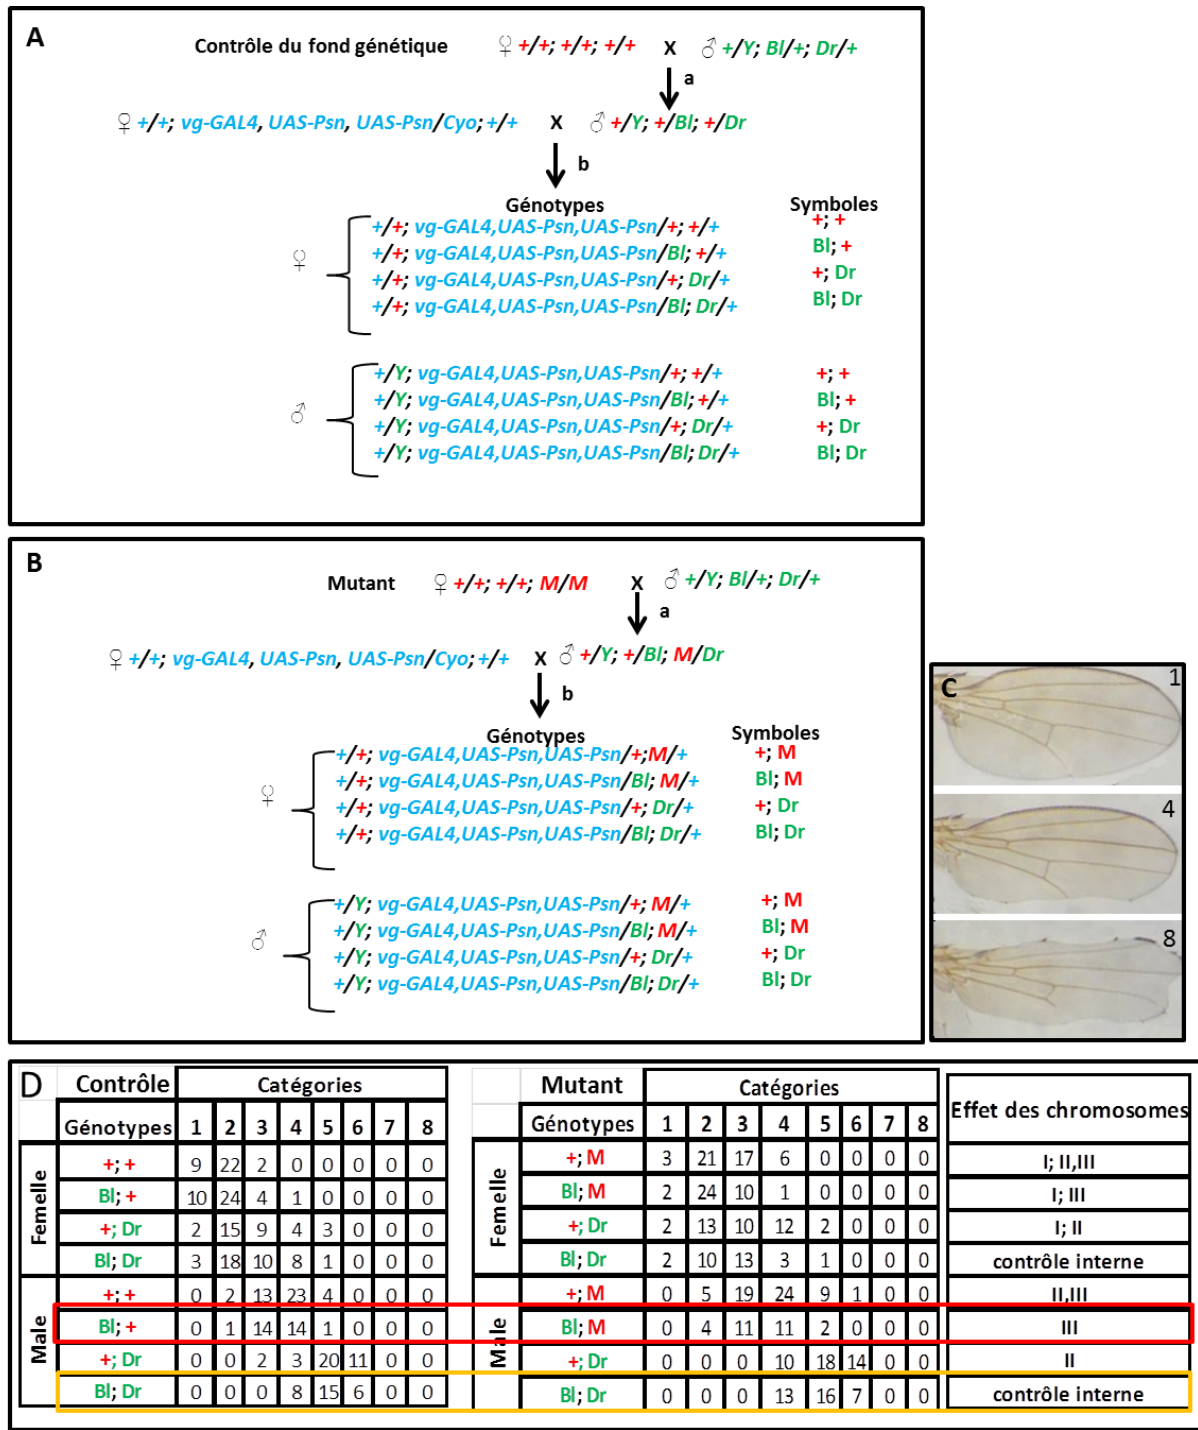 A
Contrôle du fond génétique ♀ +/+; +/+; +/+ X ♂ +/Y; Bl/+; Dr/+
a
♀ +/+; vg-GAL4, UAS-Psn, UAS-Psn/Cyo; +/+ X ♂ +/Y; +/Bl; +/Dr
b
Génotypes Symboles
♀
+/+; vg-GAL4,UAS-Psn,UAS-Psn/+; +/+ +; +
+/+; vg-GAL4,UAS-Psn,UAS-Psn/Bl; +/+ Bl; +
+/+; vg-GAL4,UAS-Psn,UAS-Psn/+; Dr/+ +; Dr
+/+; vg-GAL4,UAS-Psn,UAS-Psn/Bl; Dr/+ Bl; Dr
♂
+/Y; vg-GAL4,UAS-Psn,UAS-Psn/+; +/+ +; +
+/Y; vg-GAL4,UAS-Psn,UAS-Psn/Bl; +/+ Bl; +
+/Y; vg-GAL4,UAS-Psn,UAS-Psn/+; Dr/+ +; Dr
+/Y; vg-GAL4,UAS-Psn,UAS-Psn/Bl; Dr/+ Bl; Dr
B
Mutant ♀ +/+; +/+; M/M X ♂ +/Y; Bl/+; Dr/+
a
♀ +/+; vg-GAL4, UAS-Psn, UAS-Psn/Cyo; +/+ X ♂ +/Y; +/Bl; M/Dr
b
Génotypes Symboles
♀
+/+; vg-GAL4,UAS-Psn,UAS-Psn/+;M/+ +; M
+/+; vg-GAL4,UAS-Psn,UAS-Psn/Bl; M/+ Bl; M
+/+; vg-GAL4,UAS-Psn,UAS-Psn/+; Dr/+ +; Dr
+/+; vg-GAL4,UAS-Psn,UAS-Psn/Bl; Dr/+ Bl; Dr
♂
+/Y; vg-GAL4,UAS-Psn,UAS-Psn/+; M/+ +; M
+/Y; vg-GAL4,UAS-Psn,UAS-Psn/Bl; M/+ Bl; M
+/Y; vg-GAL4,UAS-Psn,UAS-Psn/+; Dr/+ +; Dr
+/Y; vg-GAL4,UAS-Psn,UAS-Psn/Bl; Dr/+ Bl; Dr
C
1
4
8
D
Contrôle Catégories Mutant Catégories Effet des chromosomes
Génotypes 1 2 3 4 5 6 7 8 Génotypes 1 2 3 4 5 6 7 8
Femelle Femelle
+; + 9 22 2 0 0 0 0 0 +; M 3 21 17 6 0 0 0 0 I; II,III
Bl; + 10 24 4 1 0 0 0 0 Bl; M 2 24 10 1 0 0 0 0 I; III
+; Dr 2 15 9 4 3 0 0 0 +; Dr 2 13 10 12 2 0 0 0 I; II
Bl; Dr 3 18 10 8 1 0 0 0 Bl; Dr 2 10 13 3 1 0 0 0 contrôle interne
Male Male
+; + 0 2 13 23 4 0 0 0 +; M 0 5 19 24 9 1 0 0 II,III
Bl; + 0 1 14 14 1 0 0 0 Bl; M 0 4 11 11 2 0 0 0 III
+; Dr 0 0 2 3 20 11 0 0 +; Dr 0 0 0 10 18 14 0 0 II
Bl; Dr 0 0 0 8 15 6 0 0 Bl; Dr 0 0 0 13 16 7 0 0 contrôle interne